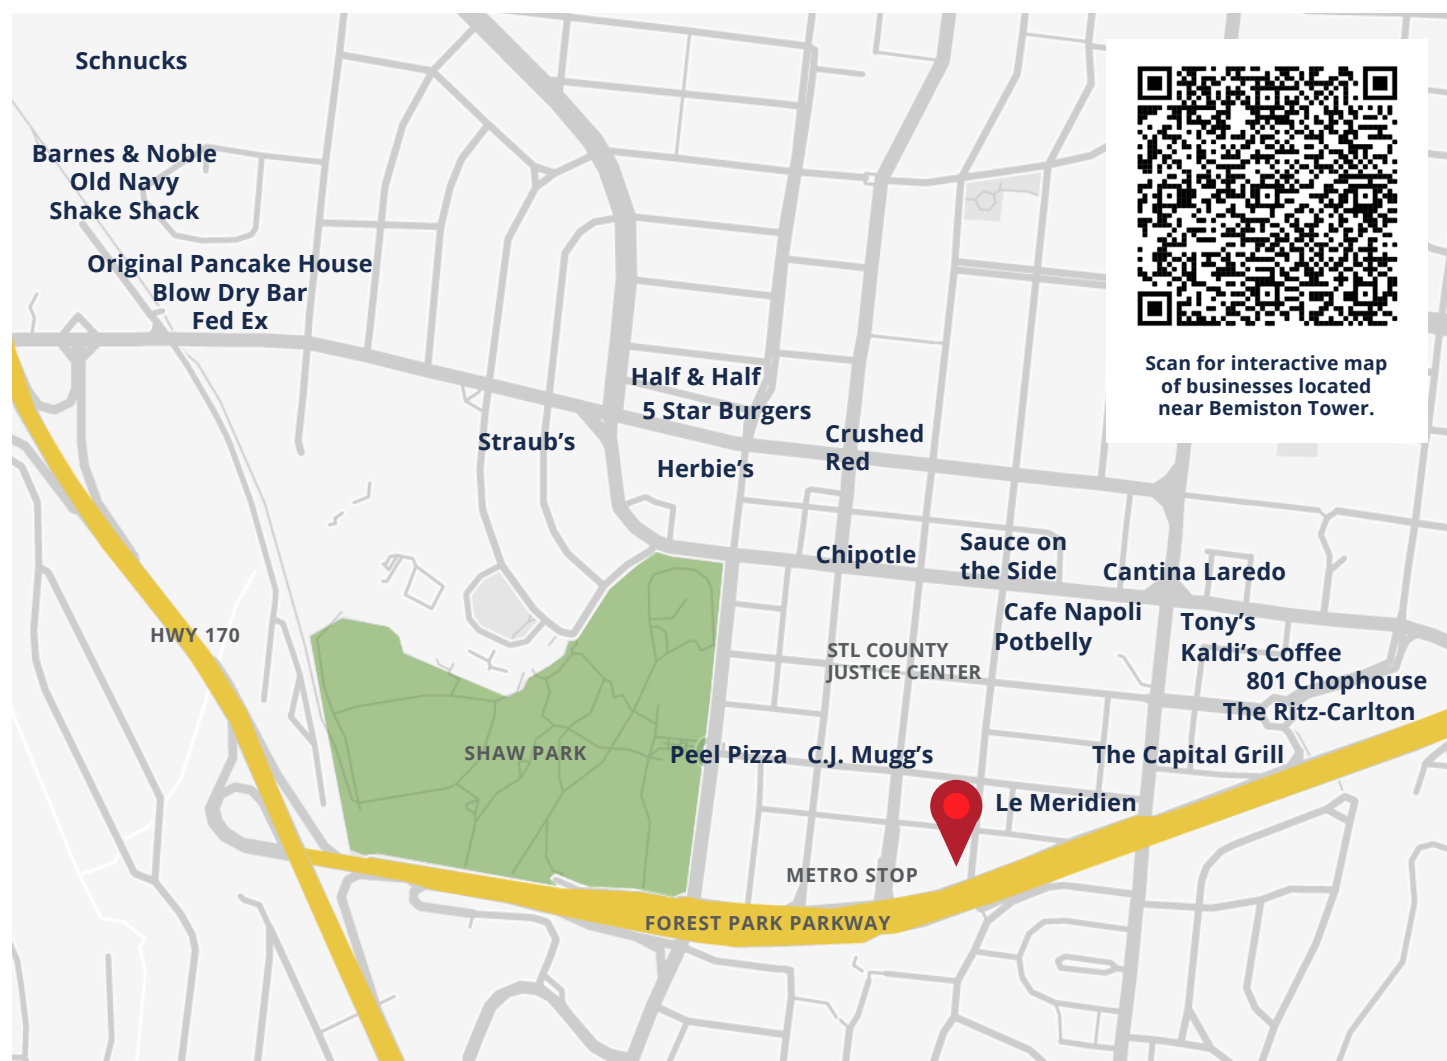 Schnucks
Barnes & Noble
Old Navy
Shake Shack
Original Pancake House
Blow Dry Bar
Fed Ex
Scan for interactive map
of businesses located
near Bemiston Tower.
Half & Half
5 Star Burgers
Straub’s
Herbie’s
Crushed
Red
Chipotle
Sauce on
the Side
Cantina Laredo
Cafe Napoli
Potbelly
Tony’s
Kaldi’s Coffee
801 Chophouse
The Ritz-Carlton
HWY 170
STL COUNTY
JUSTICE CENTER
SHAW PARK
Peel Pizza
C.J. Mugg’s
The Capital Grill
Le Meridien
METRO STOP
FOREST PARK PARKWAY